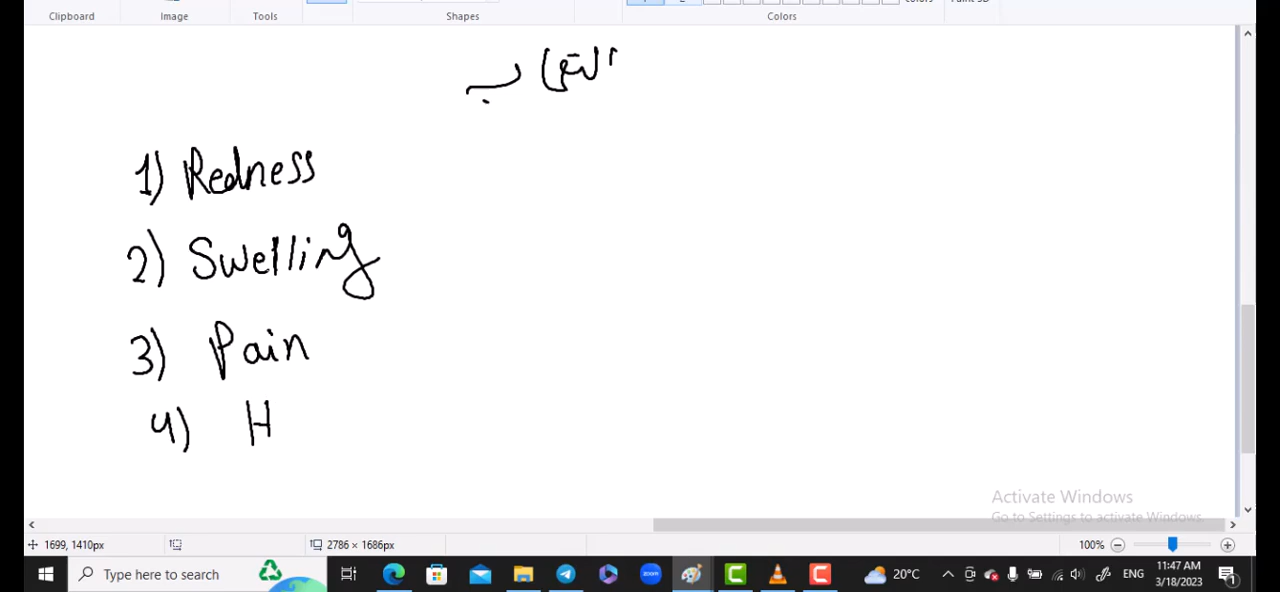 Clipboard
Image
Tools
Shapes
Colors
التهاب
1) Redness
2) Swelling
3) Pain
4) H
Activate Windows
Go to Settings to activate Windows.
1699, 1410px
2786 × 1686px
100%
Type here to search
zoom
20°C
ENG
11:47 AM
3/18/2023
1